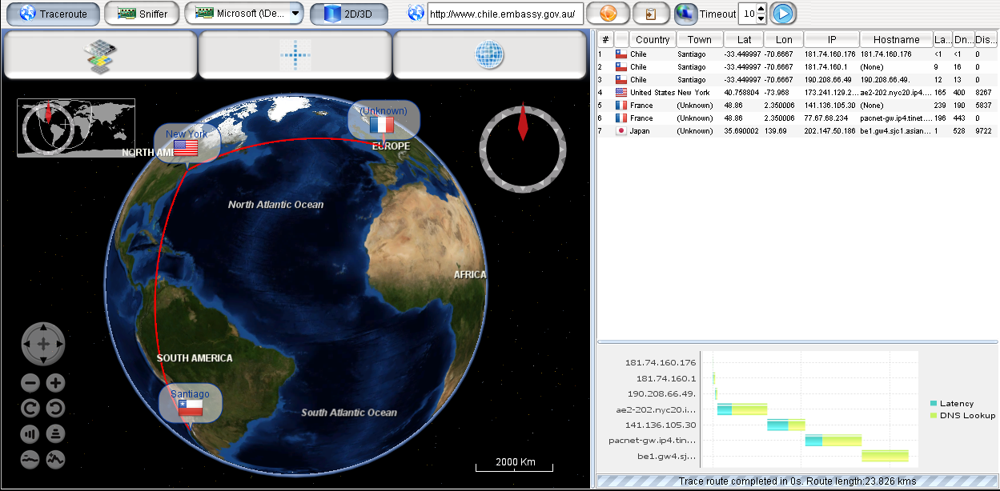 Traceroute Sniffer Microsoft (\De... 2D/3D http://www.chile.embassy.gov.au/ Timeout 10
(Unknown)
New York
NORTH AM
EUROPE
North Atlantic Ocean
AFRICA
SOUTH AMERICA
Santiago
South Atlantic Ocean
2000 Km
# Country Town Lat Lon IP Hostname La... Dn... Dis...
1 Chile Santiago -33.449997 -70.6667 181.74.160.176 181.74.160.176 <1 <1 0
2 Chile Santiago -33.449997 -70.6667 181.74.160.1 (None) 9 16 0
3 Chile Santiago -33.449997 -70.6667 190.208.66.49 190.208.66.49. 12 13 0
4 United States New York 40.758804 -73.968 173.241.129.2... ae2-202.nyc20.ip4.... 165 400 8267
5 France (Unknown) 48.86 2.350006 141.136.105.30 (None) 239 190 5837
6 France (Unknown) 48.86 2.350006 77.67.68.234 pacnet-gw.ip4.tinet.... 196 443 0
7 Japan (Unknown) 35.690002 139.69 202.147.50.186 be1.gw4.sjc1.asian... 1 528 9722
181.74.160.176
181.74.160.1
190.208.66.49.
ae2-202.nyc20.i...
141.136.105.30
pacnet-gw.ip4.tin...
be1.gw4.sj...
Latency
DNS Lookup
Trace route completed in 0s. Route length:23,826 kms